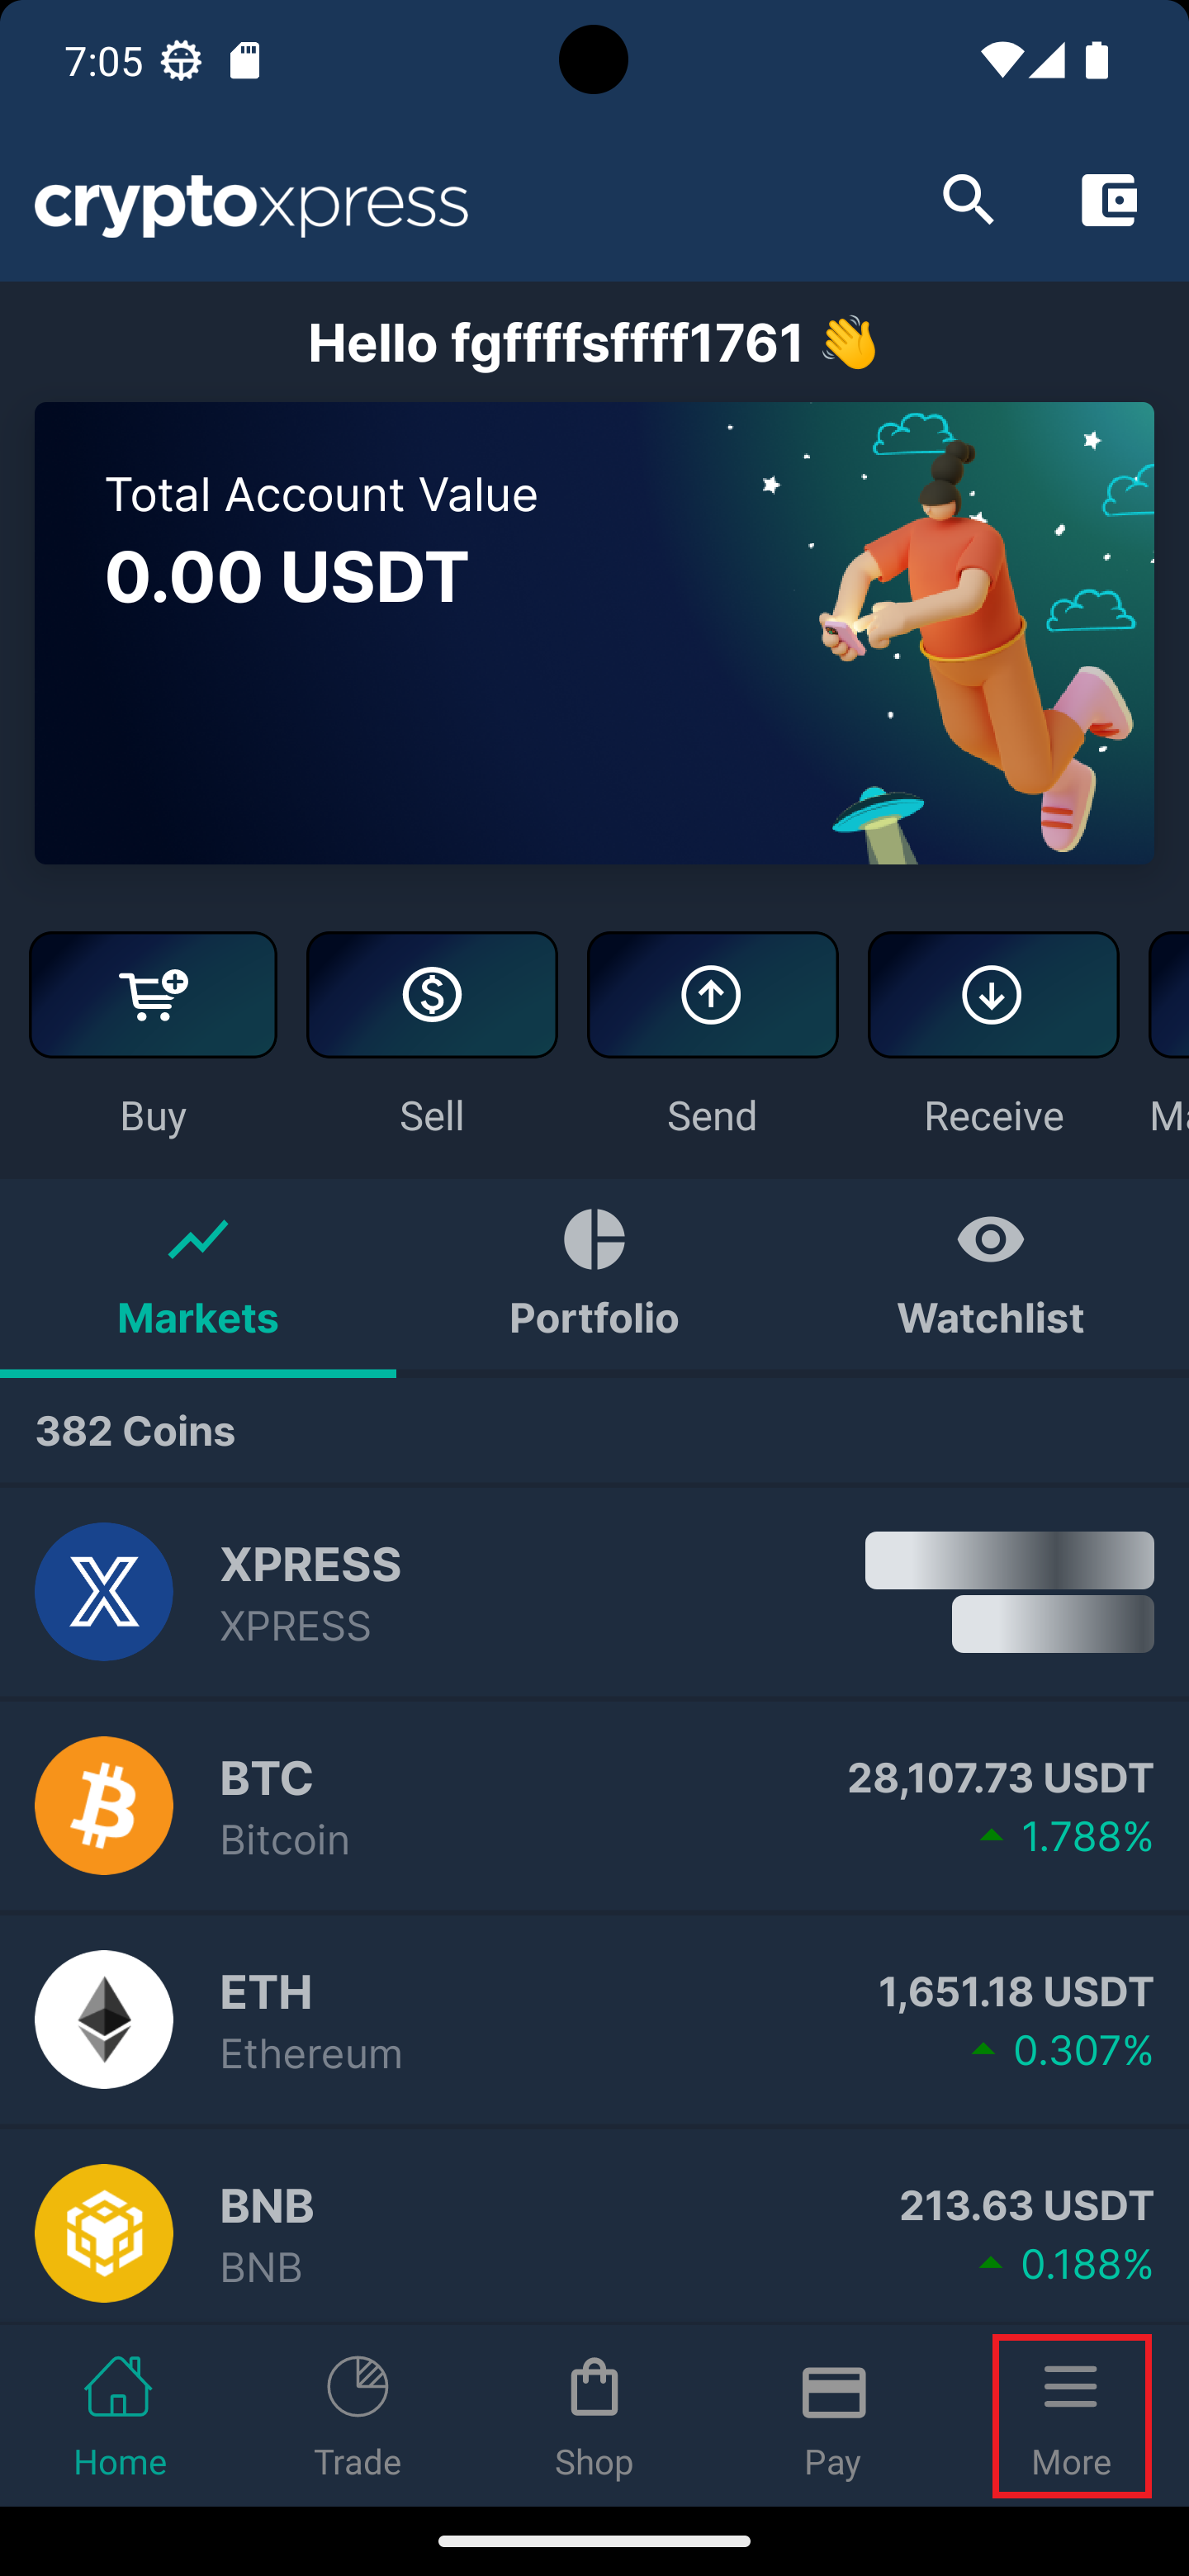 7:05
cryptoxpress
Hello fgffffsffff1761 👋
Total Account Value
0.00 USDT
Buy
Sell
Send
Receive
Markets
Portfolio
Watchlist
382 Coins
XPRESS
XPRESS
BTC
28,107.73 USDT
Bitcoin
1.788%
ETH
1,651.18 USDT
Ethereum
0.307%
BNB
213.63 USDT
BNB
0.188%
Home
Trade
Shop
Pay
More